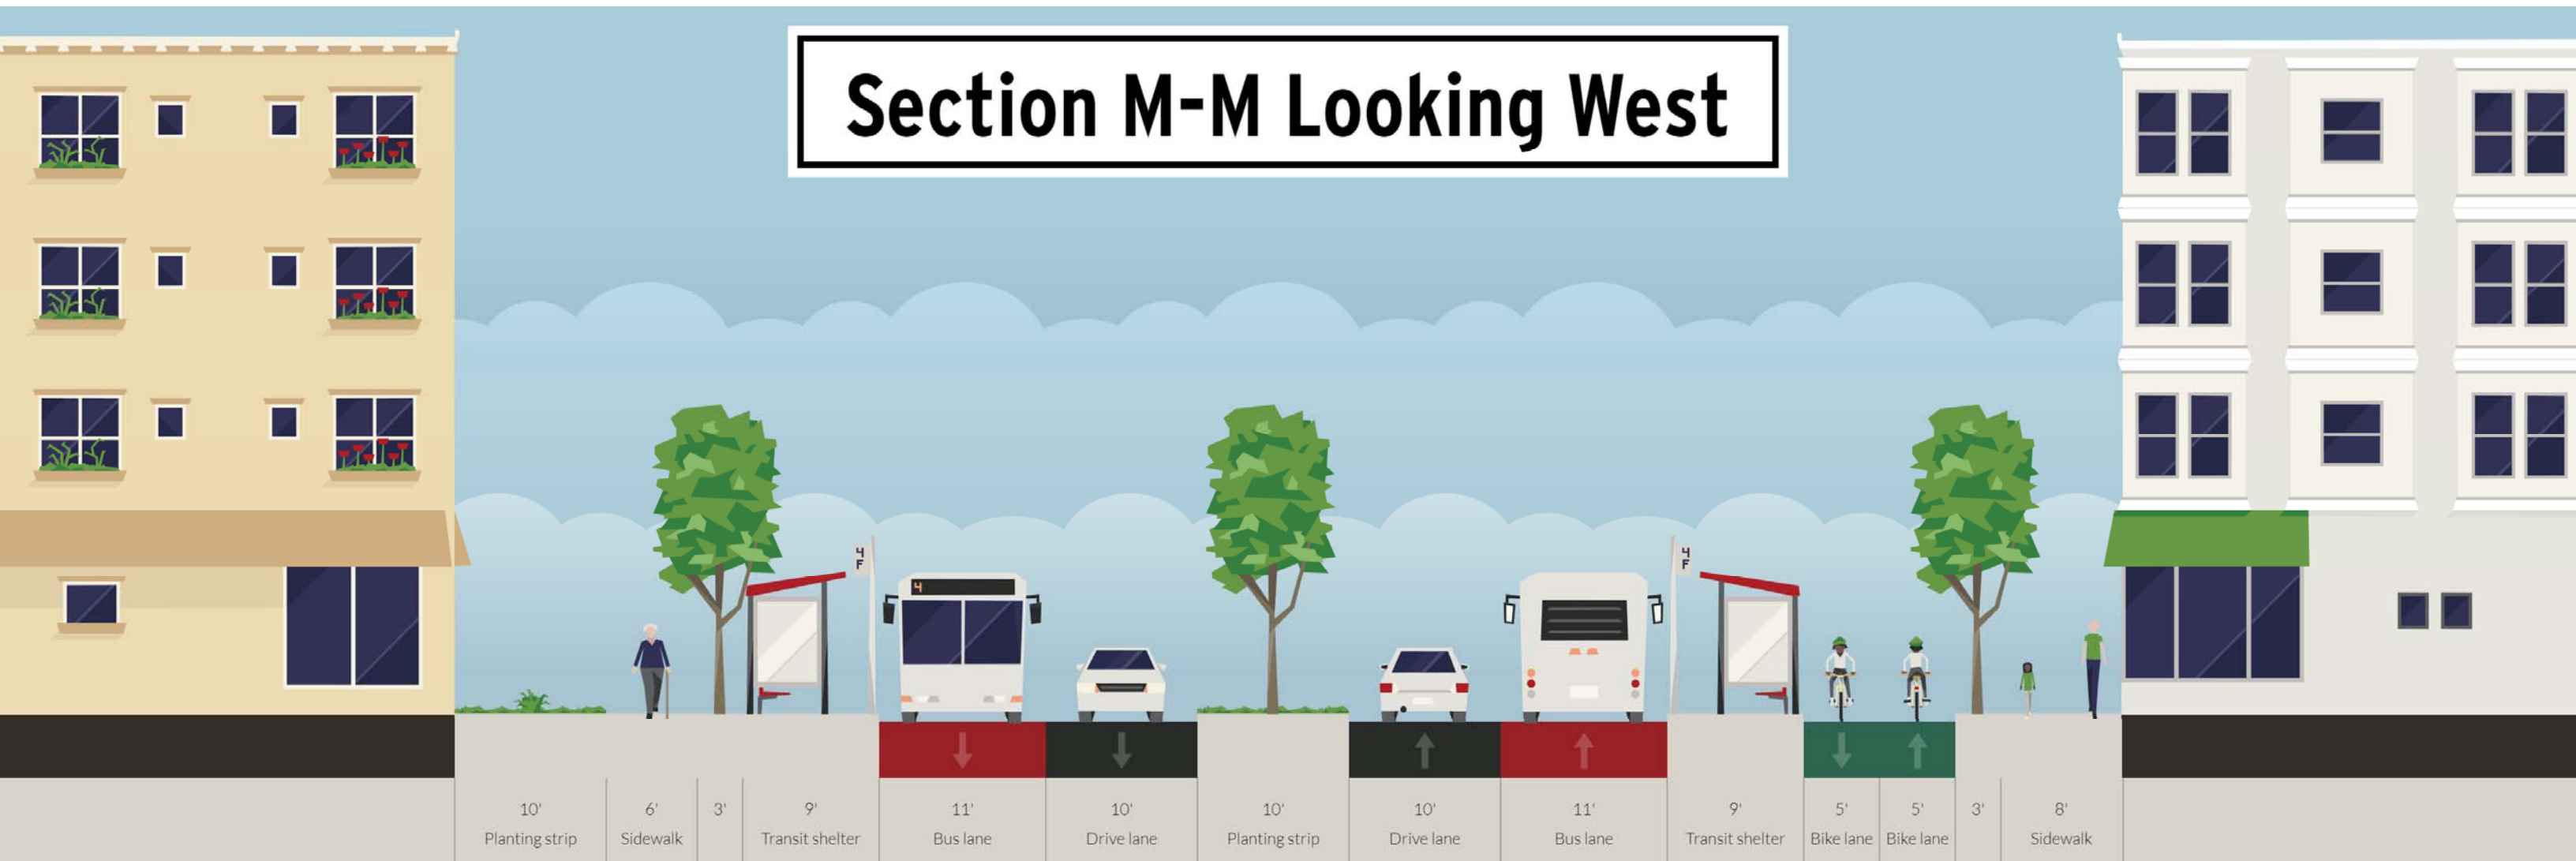 Section M-M Looking West
4
F
4
4
F
10'
Planting strip
6'
Sidewalk
3'
9'
Transit shelter
11'
Bus lane
10'
Drive lane
10'
Planting strip
10'
Drive lane
11'
Bus lane
9'
Transit shelter
5'
Bike lane
5'
Bike lane
3'
8'
Sidewalk